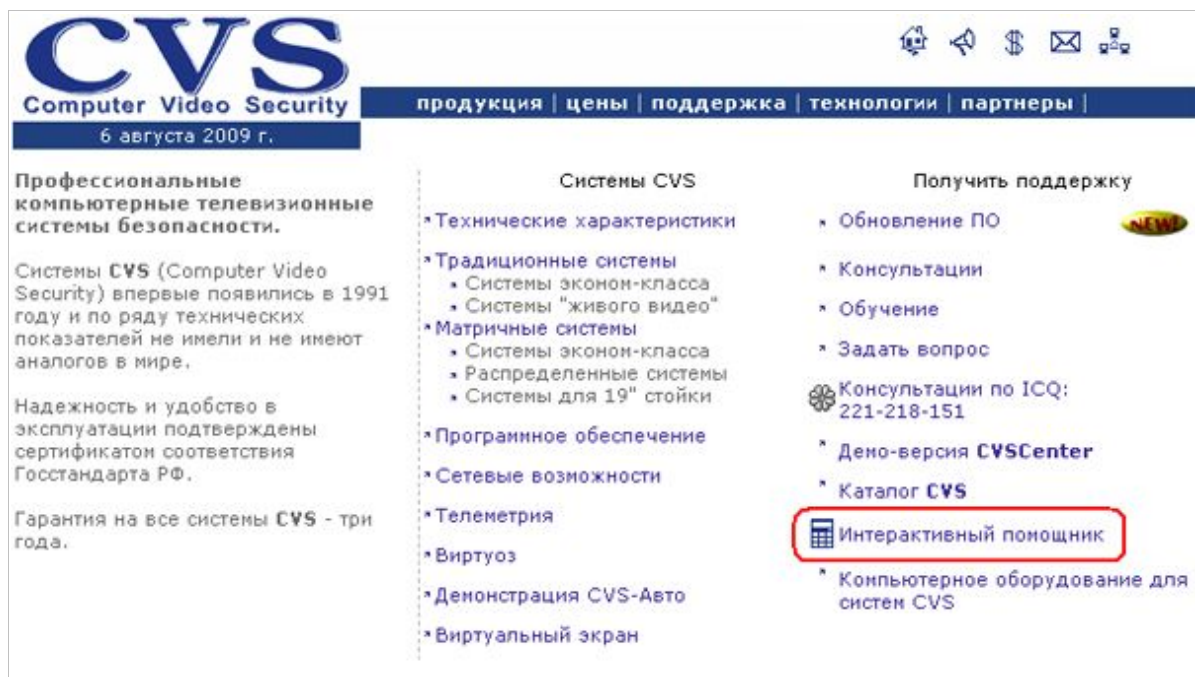 CVS
Computer Video Security
продукция | цены | поддержка | технологии | партнеры |
6 августа 2009 г.
Профессиональные
компьютерные телевизионные
системы безопасности.
Системы CVS (Computer Video
Security) впервые появились в 1991
году и по ряду технических
показателей не имели и не имеют
аналогов в мире.
Надежность и удобство в
эксплуатации подтверждены
сертификатом соответствия
Госстандарта РФ.
Гарантия на все системы CVS - три
года.
Системы CVS
Технические характеристики
Традиционные системы
Системы эконом-класса
Системы "живого видео"
Матричные системы
Системы эконом-класса
Распределенные системы
Системы для 19" стойки
Программное обеспечение
Сетевые возможности
Телеметрия
Виртуоз
Демонстрация CVS-Авто
Виртуальный экран
Получить поддержку
Обновление ПО NEW!
Консультации
Обучение
Задать вопрос
Консультации по ICQ:
221-218-151
Демо-версия CVSCenter
Каталог CVS
Интерактивный помощник
Компьютерное оборудование для
систем CVS